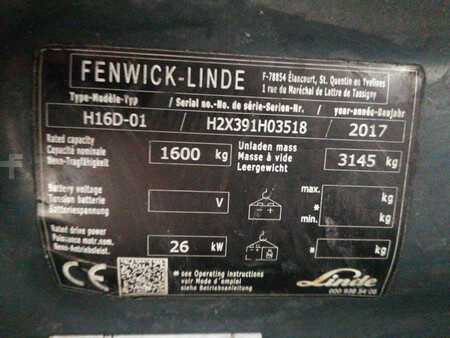 FENWICK-LINDE
F-78854 Élancourt, St. Quentin en Yvelines
1 rue du Maréchal de Lattre de Tassigny
Type-Modèle-Typ / Serial no.-No. de série-Serien-Nr. / year-année-Baujahr
H16D-01 / H2X391H03518 / 2017
Rated capacity
Capacité nominale
Nenn-Tragfähigkeit
1600 kg
Unladen mass
Masse à vide
Leergewicht
3145 kg
Battery voltage
Tension batterie
Batteriespannung
V
max. kg
*
min. kg
Rated drive power
Puissance motr.nom.
Nenn-Antriebsleist.
26 kW
* kg
CE
* see Operating instructions
voir Mode d'emploi
siehe Betriebsanleitung
Linde